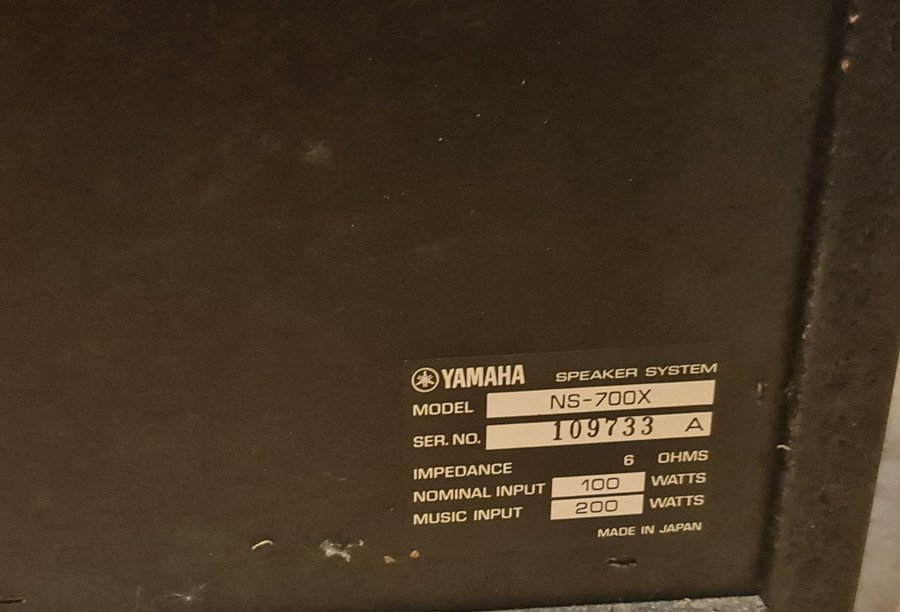 YAMAHA SPEAKER SYSTEM
MODEL NS-700X
SER. NO. 109733 A
IMPEDANCE 6 OHMS
NOMINAL INPUT 100 WATTS
MUSIC INPUT 200 WATTS
MADE IN JAPAN